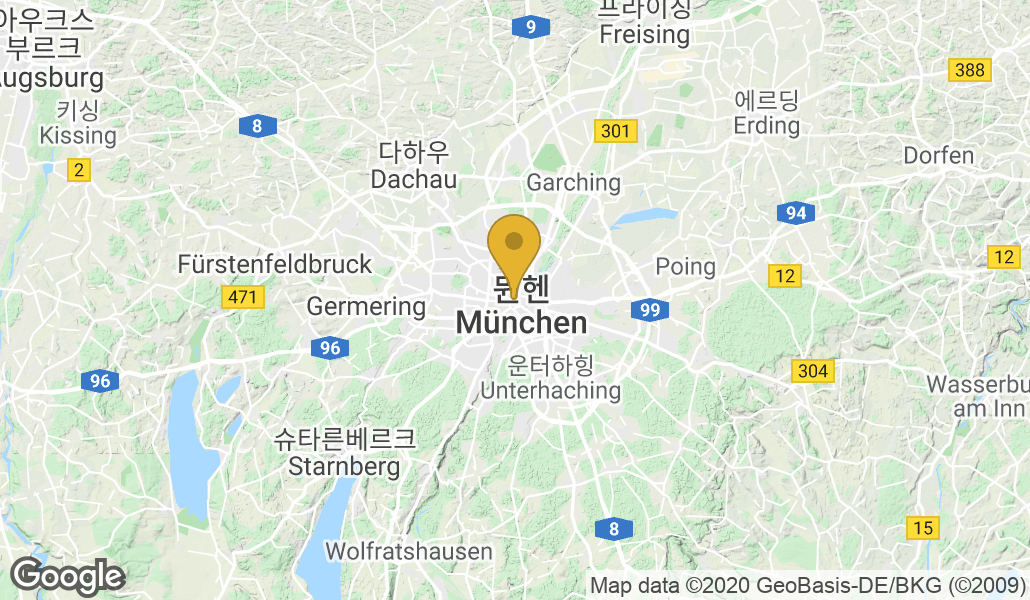 아우크스
부르크
Augsburg
키싱
Kissing
9
프라이징
Freising
388
8
301
에르딩
Erding
2
다하우
Dachau
Garching
Dorfen
94
Fürstenfeldbruck
471
Germering
뮌헨
München
Poing
12
12
99
96
96
운터하힝
Unterhaching
304
Wasserbu
am Inn
슈타른베르크
Starnberg
Wolfratshausen
8
15
Google
Map data ©2020 GeoBasis-DE/BKG (©2009)